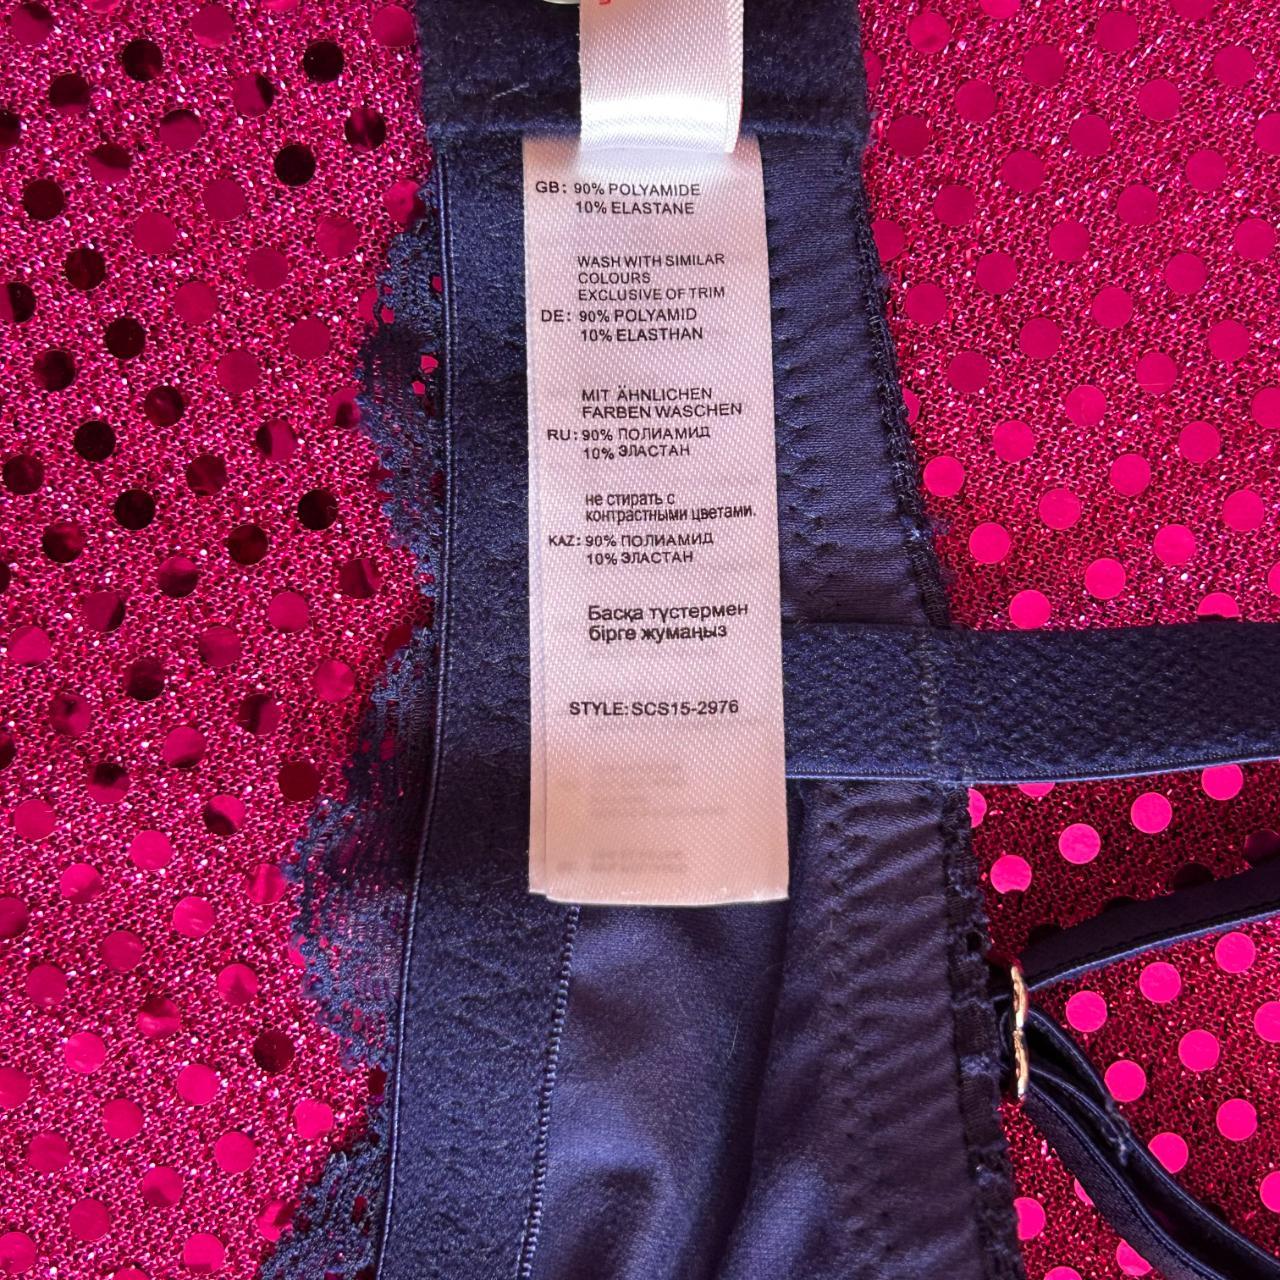 GB: 90% POLYAMIDE
10% ELASTANE
WASH WITH SIMILAR
COLOURS
EXCLUSIVE OF TRIM
DE: 90% POLYAMID
10% ELASTHAN
MIT ÄHNLICHEN
FARBEN WASCHEN
RU: 90% ПОЛИАМИД
10% ЭЛАСТАН
не стирать с
контрастными цветами.
KAZ: 90% ПОЛИАМИД
10% ЭЛАСТАН
Басқа түстермен
бірге жумаңыз
STYLE: SCS15-2976